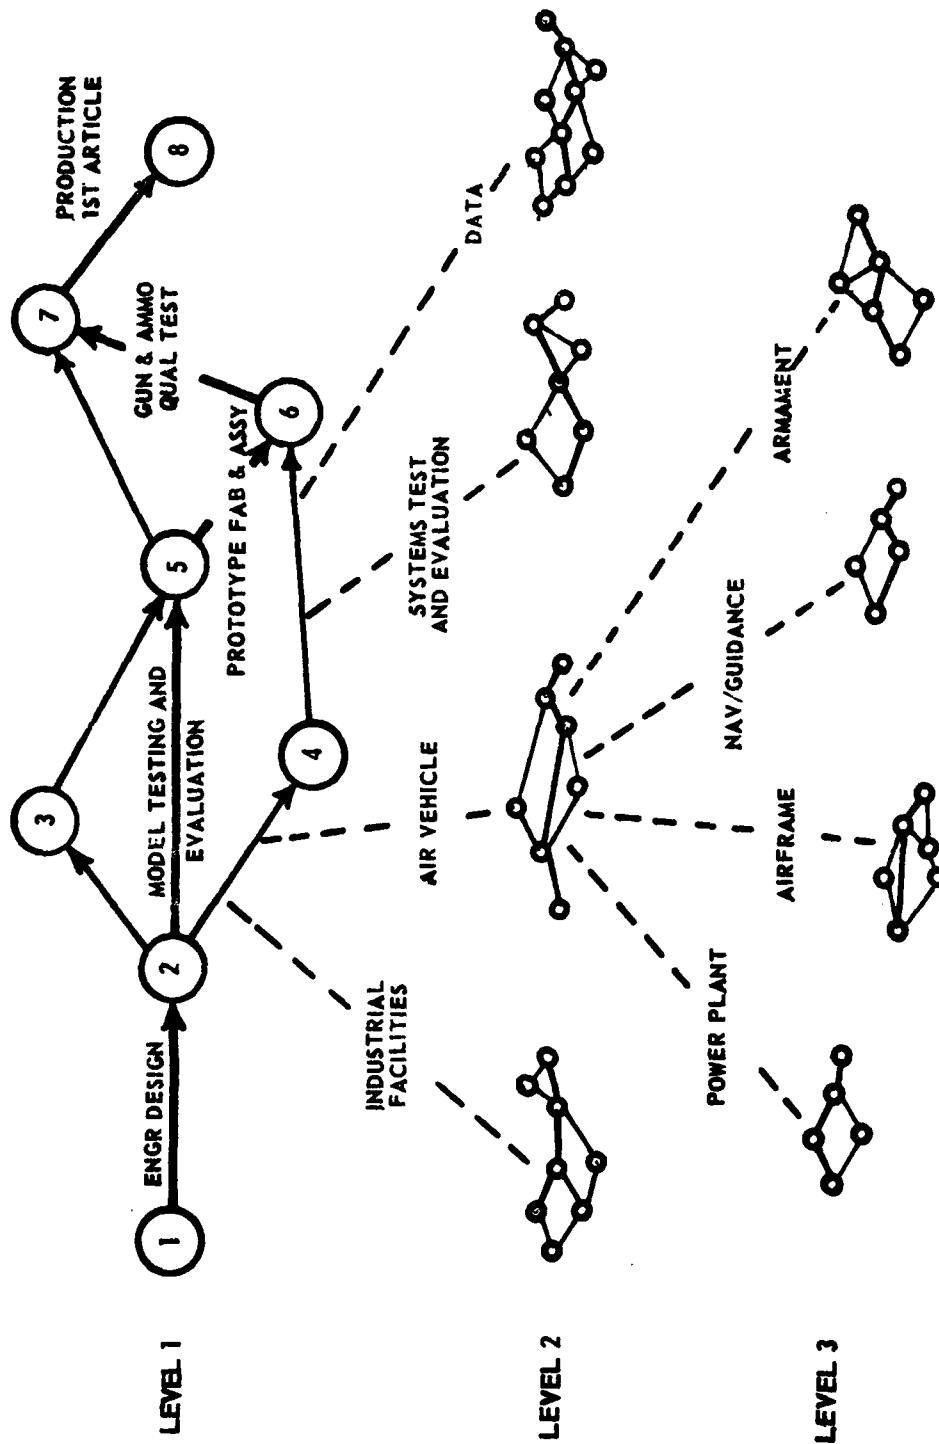 LEVEL 1
1
ENGR DESIGN
2
3
MODEL TESTING AND
EVALUATION
4
5
PROTOTYPE FAB & ASSY
6
GUN & AMMO
QUAL TEST
7
PRODUCTION
1ST ARTICLE
8
LEVEL 2
INDUSTRIAL
FACILITIES
AIR VEHICLE
SYSTEMS TEST
AND EVALUATION
DATA
LEVEL 3
POWER PLANT
AIRFRAME
NAV/GUIDANCE
ARMAMENT